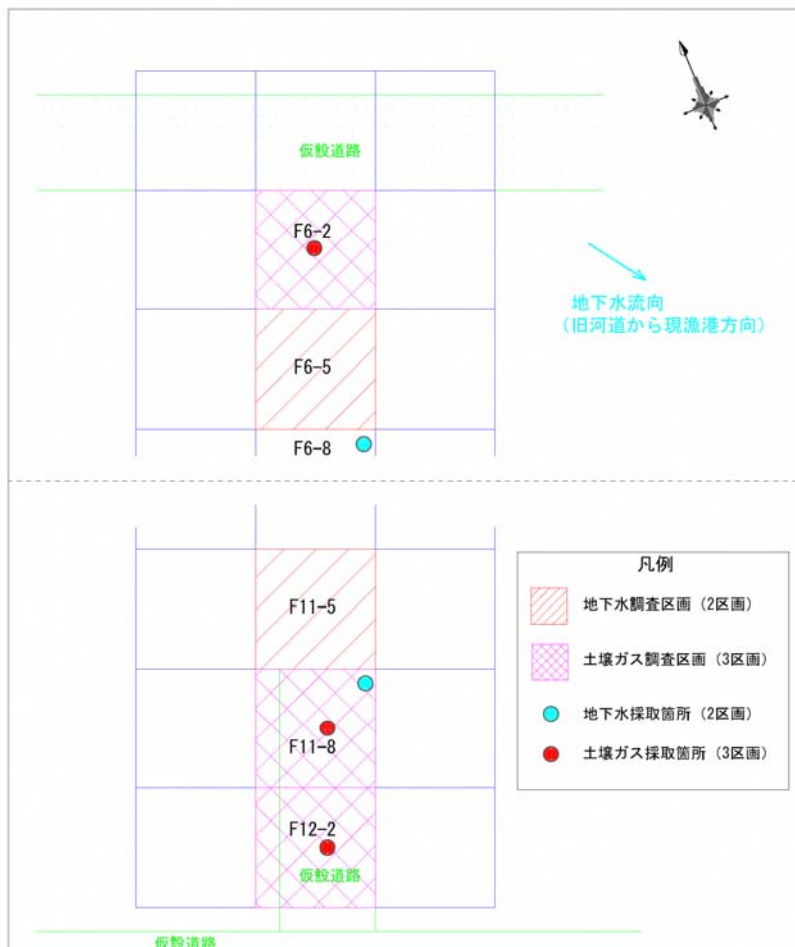 仮設道路
F6-2
地下水流向
（旧河道から現漁港方向）
F6-5
F6-8
凡例
F11-5
地下水調査区画（2区画）
土壌ガス調査区画（3区画）
地下水採取箇所（2区画）
F11-8
土壌ガス採取箇所（3区画）
F12-2
仮設道路
仮設道路